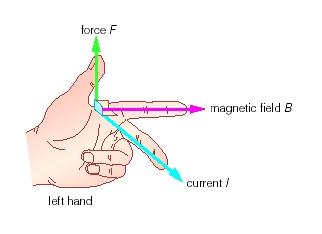 force F
magnetic field B
current I
left hand